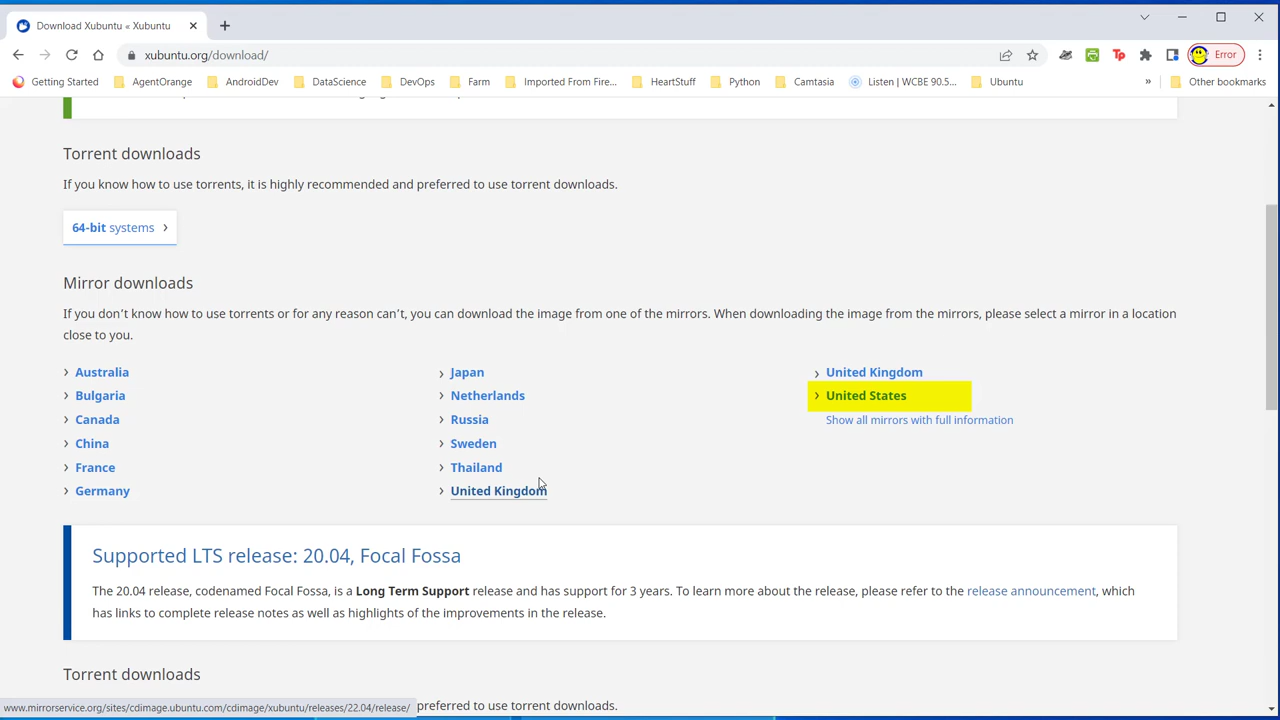 Download Xubuntu « Xubuntu
xubuntu.org/download/
Error
Getting Started
AgentOrange
AndroidDev
DataScience
DevOps
Farm
Imported From Fire...
HeartStuff
Python
Camtasia
Listen | WCBE 90.5...
Ubuntu
»
Other bookmarks
Torrent downloads
If you know how to use torrents, it is highly recommended and preferred to use torrent downloads.
64-bit systems
Mirror downloads
If you don't know how to use torrents or for any reason can't, you can download the image from one of the mirrors. When downloading the image from the mirrors, please select a mirror in a location
close to you.
Australia
Bulgaria
Canada
China
France
Germany
Japan
Netherlands
Russia
Sweden
Thailand
United Kingdom
United Kingdom
United States
Show all mirrors with full information
Supported LTS release: 20.04, Focal Fossa
The 20.04 release, codenamed Focal Fossa, is a Long Term Support release and has support for 3 years. To learn more about the release, please refer to the release announcement, which
has links to complete release notes as well as highlights of the improvements in the release.
Torrent downloads
preferred to use torrent downloads.
www.mirrorservice.org/sites/cdimage.ubuntu.com/cdimage/xubuntu/releases/22.04/release/